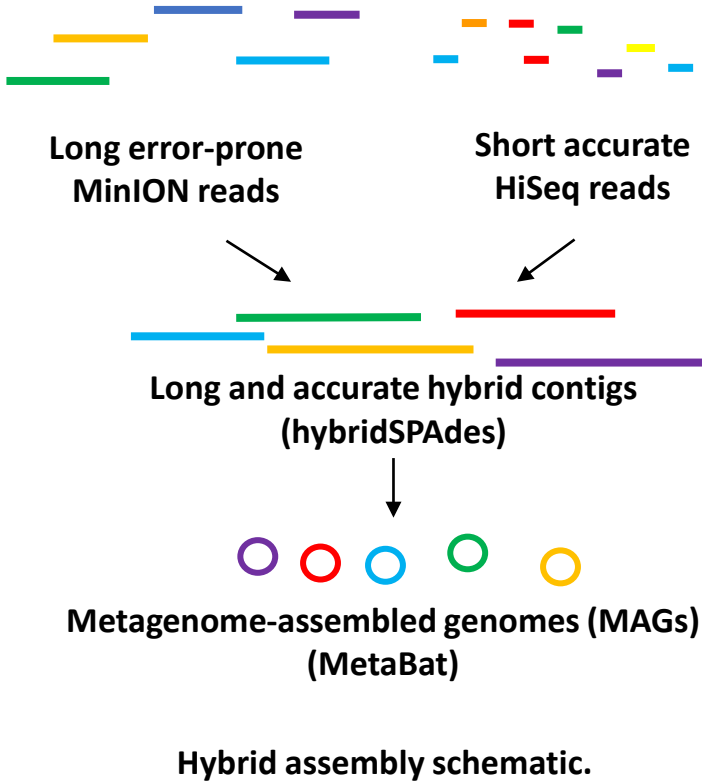 Long error-prone
MinION reads
Short accurate
HiSeq reads
Long and accurate hybrid contigs
(hybridSPAdes)
Metagenome-assembled genomes (MAGs)
(MetaBat)
Hybrid assembly schematic.